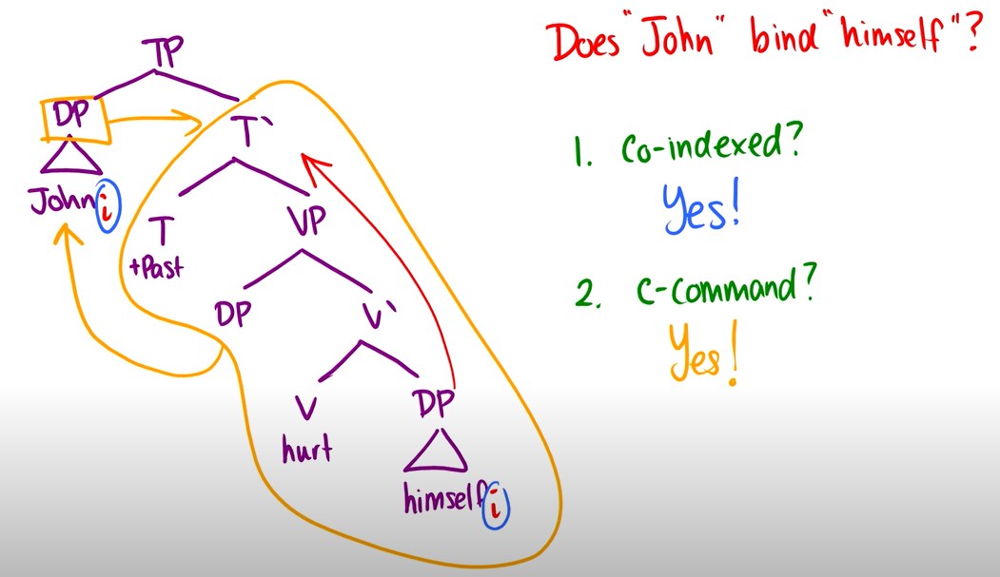 Does "John" bind "himself"?
TP
DP
T`
John i
1. Co-indexed?
Yes!
T
VP
+Past
2. C-command?
Yes!
DP
V`
V
DP
hurt
himself i